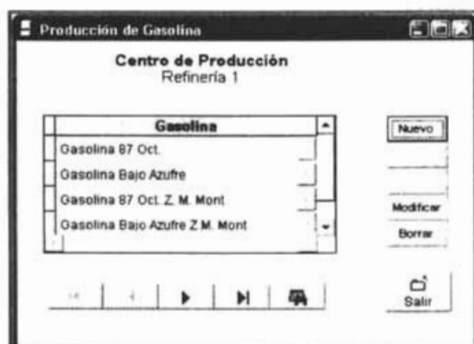 Producción de Gasolina
Centro de Producción
Refinería 1
Gasolina
Gasolina 87 Oct.
Gasolina Bajo Azufre
Gasolina 87 Oct. Z. M. Mont
Gasolina Bajo Azufre Z.M. Mont
Nuevo
Modificar
Borrar
Salir